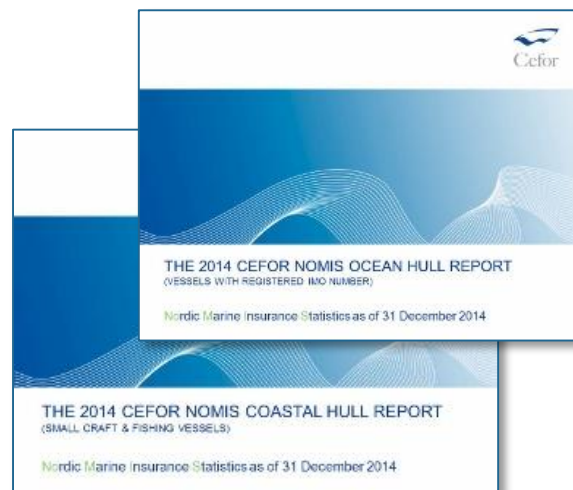 Cefor
THE 2014 CEFOR NOMIS OCEAN HULL REPORT
(VESSELS WITH REGISTERED IMO NUMBER)
Nordic Marine Insurance Statistics as of 31 December 2014
THE 2014 CEFOR NOMIS COASTAL HULL REPORT
(SMALL CRAFT & FISHING VESSELS)
Nordic Marine Insurance Statistics as of 31 December 2014